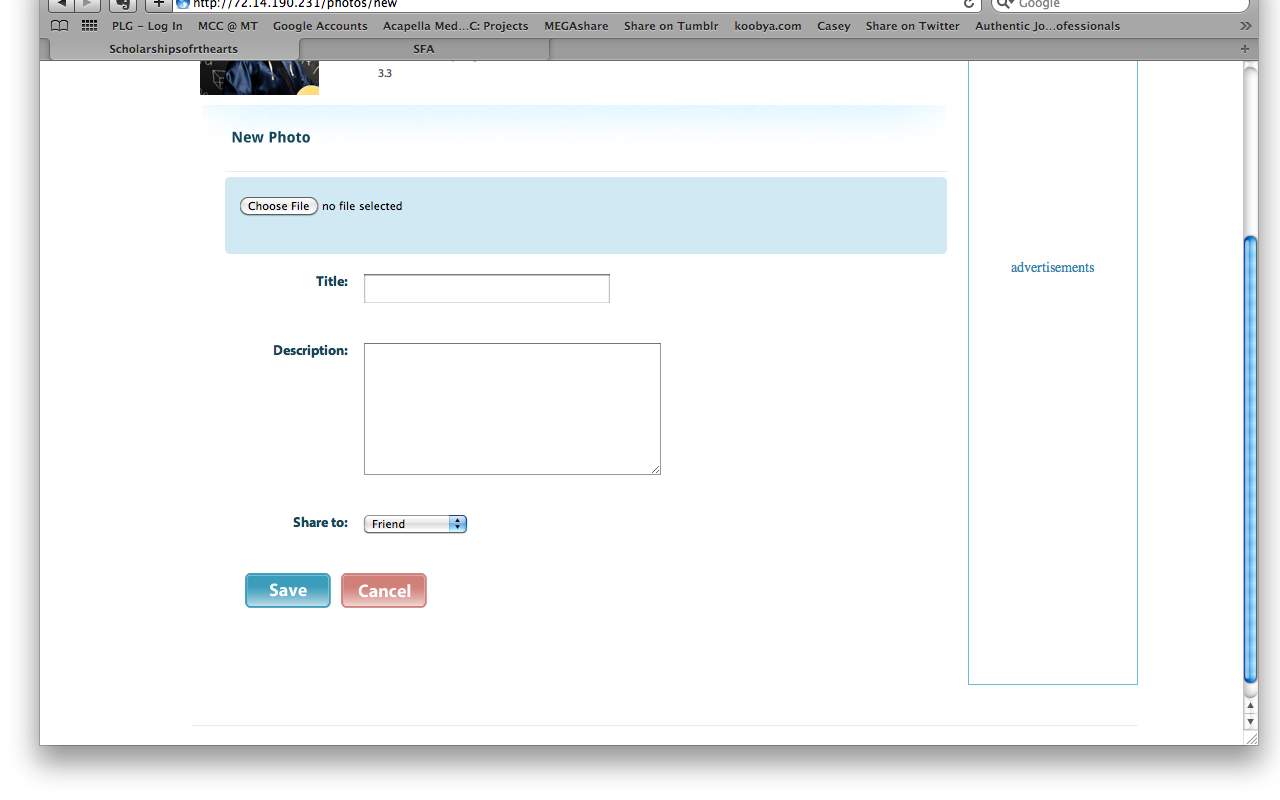 http://72.14.190.231/photos/new
Google
PLG – Log In MCC @ MT Google Accounts Acapella Med...C: Projects MEGAshare Share on Tumblr koobya.com Casey Share on Twitter Authentic Jo...ofessionals
Scholarshipsofrthearts SFA
3.3
New Photo
Choose File no file selected
advertisements
Title:
Description:
Share to: Friend
Save Cancel